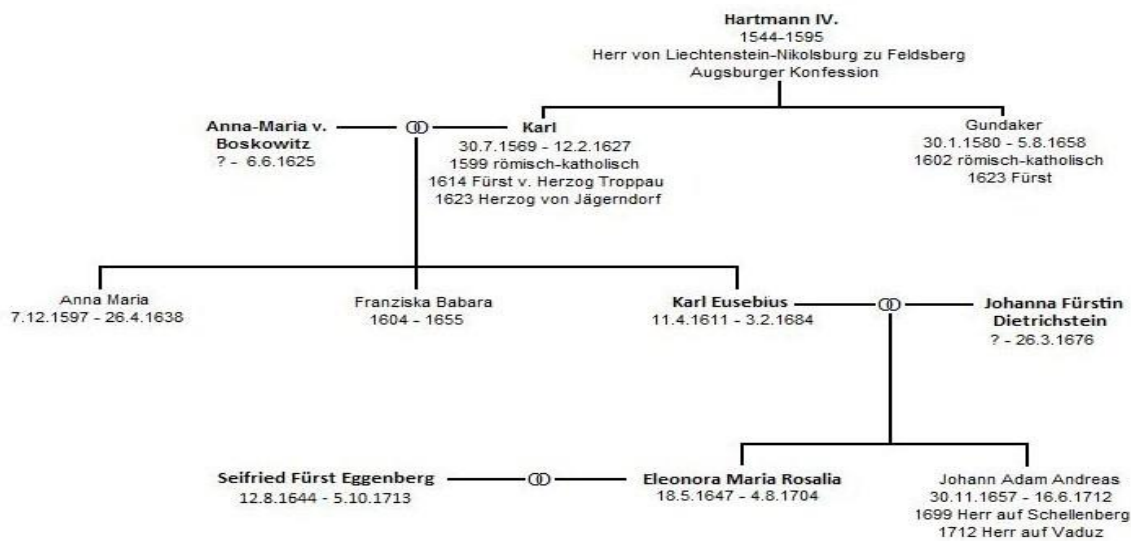 Hartmann IV.
1544-1595
Herr von Liechtenstein-Nikolsburg zu Feldsberg
Augsburger Konfession
Anna-Maria v.
Boskowitz
? - 6.6.1625
Karl
30.7.1569 - 12.2.1627
1599 römisch-katholisch
1614 Fürst v. Herzog Troppau
1623 Herzog von Jägerndorf
Gundaker
30.1.1580 - 5.8.1658
1602 römisch-katholisch
1623 Fürst
Anna Maria
7.12.1597 - 26.4.1638
Franziska Babara
1604 - 1655
Karl Eusebius
11.4.1611 - 3.2.1684
Johanna Fürstin
Dietrichstein
? - 26.3.1676
Seifried Fürst Eggenberg
12.8.1644 - 5.10.1713
Eleonora Maria Rosalia
18.5.1647 - 4.8.1704
Johann Adam Andreas
30.11.1657 - 16.6.1712
1699 Herr auf Schellenberg
1712 Herr auf Vaduz